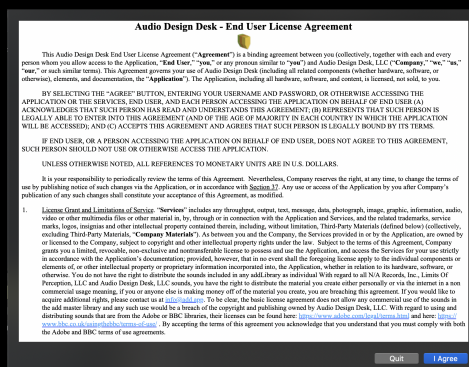 Audio Design Desk - End User License Agreement
This Audio Design Desk End User License Agreement ("Agreement") is a binding agreement between you (collectively, together with each and every
person whom you allow access to the Application, "End User," "you," or any pronoun similar to "you") and Audio Design Desk, LLC ("Company," "we," "us,"
"our," or such similar terms). This Agreement governs your use of Audio Design Desk (including all related components (whether hardware, software, or
otherwise), elements, and documentation, the "Application"). The Application, including all hardware, software, and content, is licensed, not sold, to you.
BY SELECTING THE "AGREE" BUTTON, ENTERING YOUR USERNAME AND PASSWORD, OR OTHERWISE ACCESSING THE
APPLICATION OR THE SERVICES, END USER, AND EACH PERSON ACCESSING THE APPLICATION ON BEHALF OF END USER (A)
ACKNOWLEDGES THAT SUCH PERSON HAS READ AND UNDERSTANDS THIS AGREEMENT; (B) REPRESENTS THAT SUCH PERSON IS
LEGALLY ABLE TO ENTER INTO THIS AGREEMENT (AND OF THE AGE OF MAJORITY IN EACH COUNTRY IN WHICH THE APPLICATION
WILL BE ACCESSED); AND (C) ACCEPTS THIS AGREEMENT AND AGREES THAT SUCH PERSON IS LEGALLY BOUND BY ITS TERMS.
IF END USER, OR A PERSON ACCESSING THE APPLICATION ON BEHALF OF END USER, DOES NOT AGREE TO THIS AGREEMENT,
SUCH PERSON SHOULD NOT USE OR OTHERWISE ACCESS THE APPLICATION.
UNLESS OTHERWISE NOTED, ALL REFERENCES TO MONETARY UNITS ARE IN U.S. DOLLARS.
It is your responsibility to periodically review the terms of this Agreement. Nevertheless, Company reserves the right, at any time, to change the terms of
use by publishing notice of such changes via the Application, or in accordance with Section 37. Any use or access of the Application by you after Company's
publication of any such changes shall constitute your acceptance of this Agreement, as modified.
1. License Grant and Limitations of Service. "Services" includes any throughput, output, text, message, data, photograph, image, graphic, information, audio,
video or other multimedia files or other material in, by, through or in connection with the Application and Services, and the related trademarks, service
marks, logos, insignias and other intellectual property contained therein, including, without limitation, Third-Party Materials (defined below) (collectively,
excluding Third-Party Materials, "Company Materials"). As between you and the Company, the Services provided in or by the Application, are owned by
or licensed to the Company, subject to copyright and other intellectual property rights under the law. Subject to the terms of this Agreement, Company
grants you a limited, revocable, non-exclusive and nontransferable license to possess and use the Application, and access the Services for your use strictly
in accordance with the Application's documentation; provided, however, that in no event shall the foregoing license apply to the individual components or
elements of, or other intellectual property or proprietary information incorporated into, the Application, whether in relation to its hardware, software, or
otherwise. You do not have the right to distribute the sounds included in any addLibrary as individual With regard to all N/A Records, Inc., Limits Of
Perception, LLC and Audio Design Desk, LLC sounds, you have the right to distribute the material you create either personally or via the internet in a non
commercial usage meaning, if you or anyone else is making money off of the material you create, you are breaching this agreement. If you would like to
acquire additional rights, please contact us at info@add.app. To be clear, the basic license agreement does not allow any commercial use of the sounds in
the add master library and any such use would be a breach of the copyright and publishing owned by Audio Design Desk, LLC. With regard to using and
distributing sounds that are from the Adobe or BBC libraries, their licenses can be found here: https://www.adobe.com/legal/terms.html and here: https://
www.bbc.co.uk/usingthebbc/terms-of-use/ . By accepting the terms of this agreement you acknowledge that you understand that you must comply with both
the Adobe and BBC terms of use agreements.
Quit
I Agree